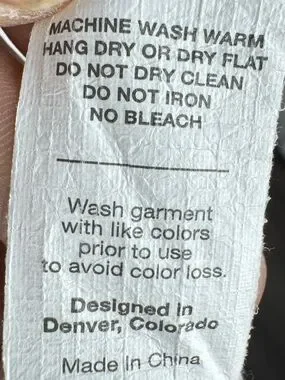 MACHINE WASH WARM
HANG DRY OR DRY FLAT
DO NOT DRY CLEAN
DO NOT IRON
NO BLEACH
Wash garment
with like colors
prior to use
to avoid color loss.
Designed in
Denver, Colorado
Made In China